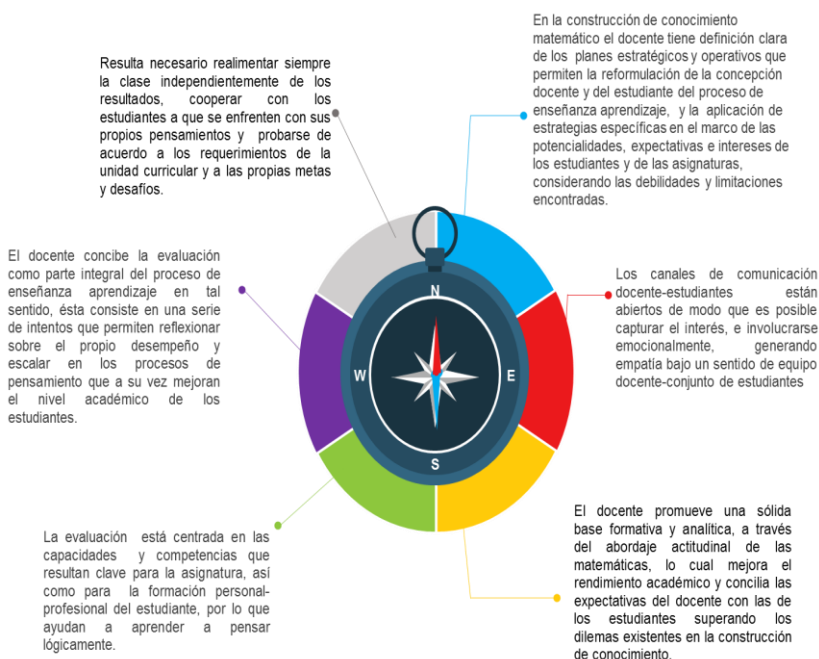 En la construcción de conocimiento
matemático el docente tiene definición clara
de los planes estratégicos y operativos que
permiten la reformulación de la concepción
docente y del estudiante del proceso de
enseñanza aprendizaje, y la aplicación de
estrategias específicas en el marco de las
potencialidades, expectativas e intereses de
los estudiantes y de las asignaturas,
considerando las debilidades y limitaciones
encontradas.
Resulta necesario realimentar siempre
la clase independientemente de los
resultados, cooperar con los
estudiantes a que se enfrenten con sus
propios pensamientos y probarse de
acuerdo a los requerimientos de la
unidad curricular y a las propias metas
y desafíos.
El docente concibe la evaluación
como parte integral del proceso de
enseñanza aprendizaje en tal
sentido, ésta consiste en una serie
de intentos que permiten reflexionar
sobre el propio desempeño y
escalar en los procesos de
pensamiento que a su vez mejoran
el nivel académico de los
estudiantes.
Los canales de comunicación
docente-estudiantes están
abiertos de modo que es posible
capturar el interés, e involucrarse
emocionalmente, generando
empatía bajo un sentido de equipo
docente-conjunto de estudiantes
N
W
E
S
La evaluación está centrada en las
capacidades y competencias que
resultan clave para la asignatura, así
como para la formación personal-
profesional del estudiante, por lo que
ayudan a aprender a pensar
lógicamente.
El docente promueve una sólida
base formativa y analítica, a través
del abordaje actitudinal de las
matemáticas, lo cual mejora el
rendimiento académico y concilia las
expectativas del docente con las de
los estudiantes superando los
dilemas existentes en la construcción
de conocimiento.